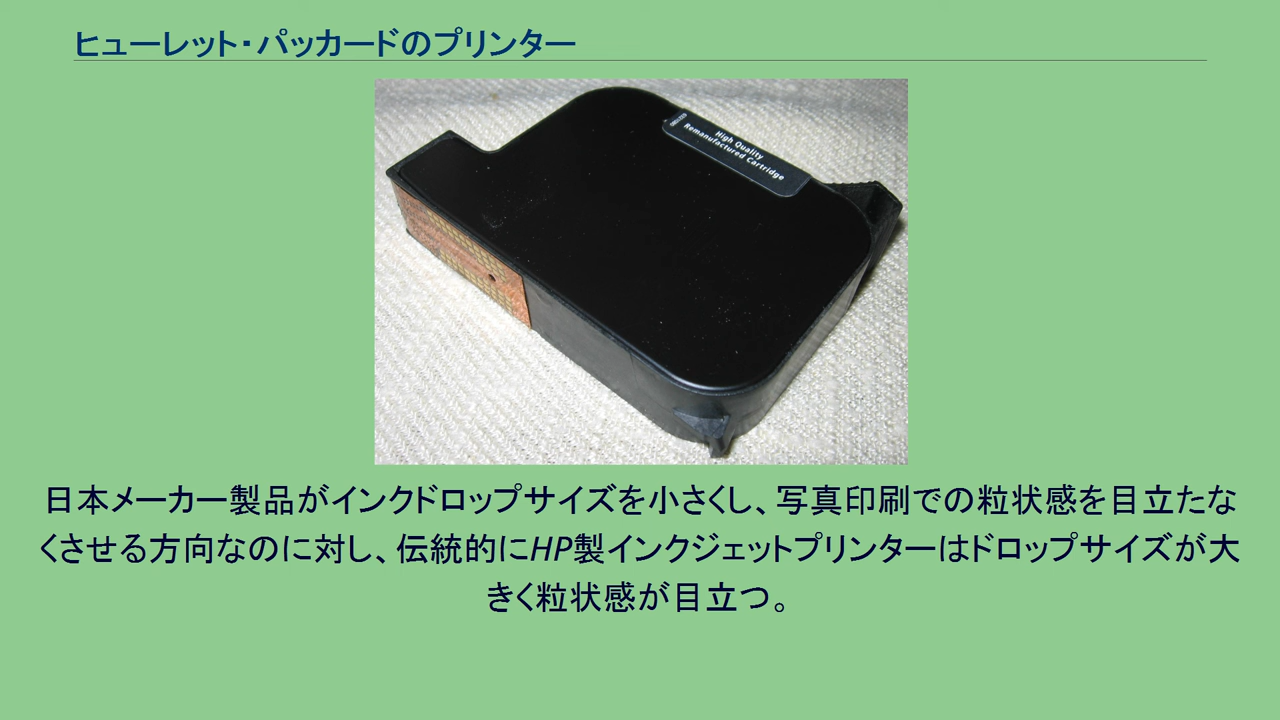 ヒューレット・パッカードのプリンター
High Quality
Remanufactured Cartridge
日本メーカー製品がインクドロップサイズを小さくし、写真印刷での粒状感を目立たな
くさせる方向なのに対し、伝統的にHP製インクジェットプリンターはドロップサイズが大
きく粒状感が目立つ。